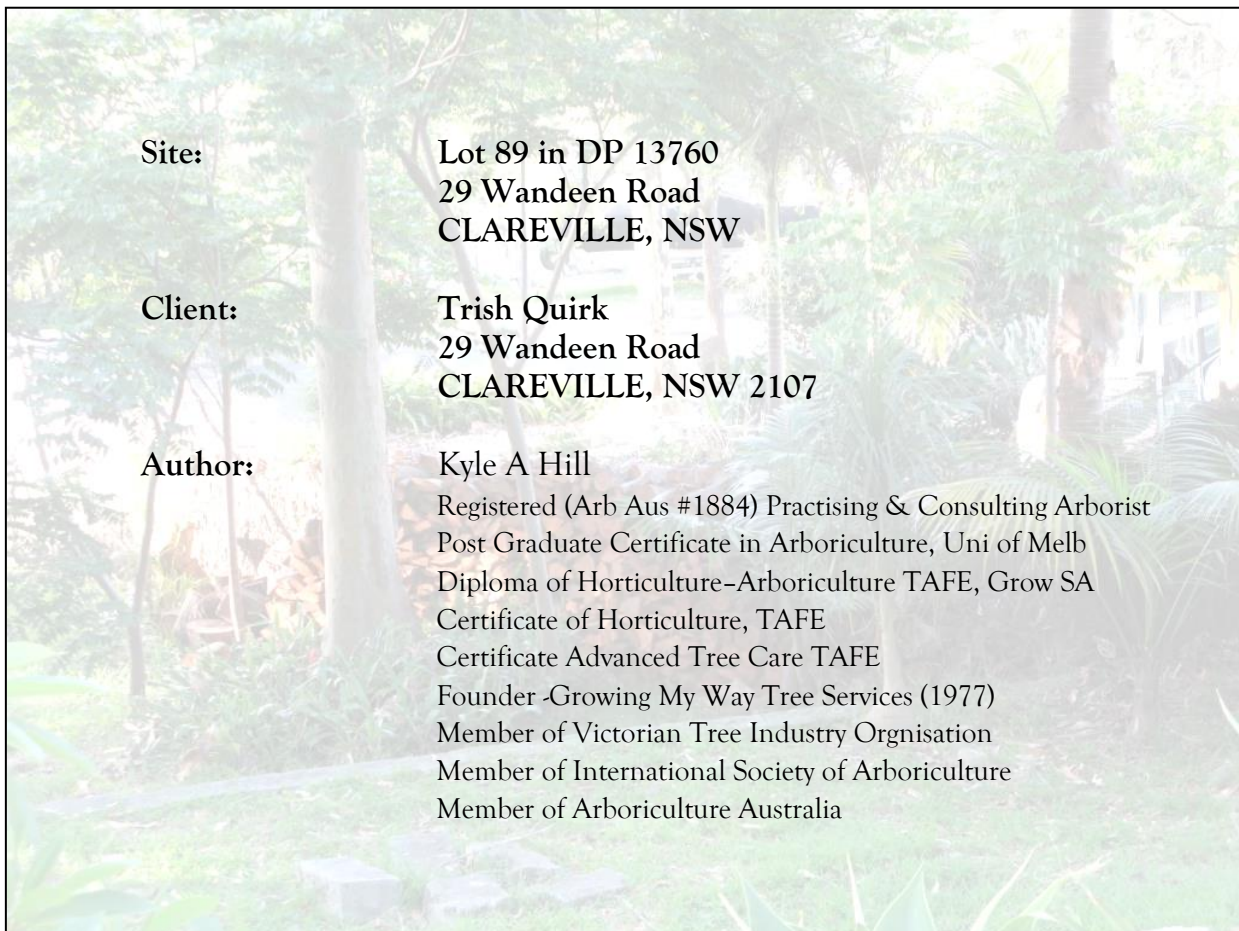 Site: Lot 89 in DP 13760
29 Wandeen Road
CLAREVILLE, NSW
Client: Trish Quirk
29 Wandeen Road
CLAREVILLE, NSW 2107
Author: Kyle A Hill
Registered (Arb Aus #1884) Practising & Consulting Arborist
Post Graduate Certificate in Arboriculture, Uni of Melb
Diploma of Horticulture–Arboriculture TAFE, Grow SA
Certificate of Horticulture, TAFE
Certificate Advanced Tree Care TAFE
Founder -Growing My Way Tree Services (1977)
Member of Victorian Tree Industry Orgnisation
Member of International Society of Arboriculture
Member of Arboriculture Australia